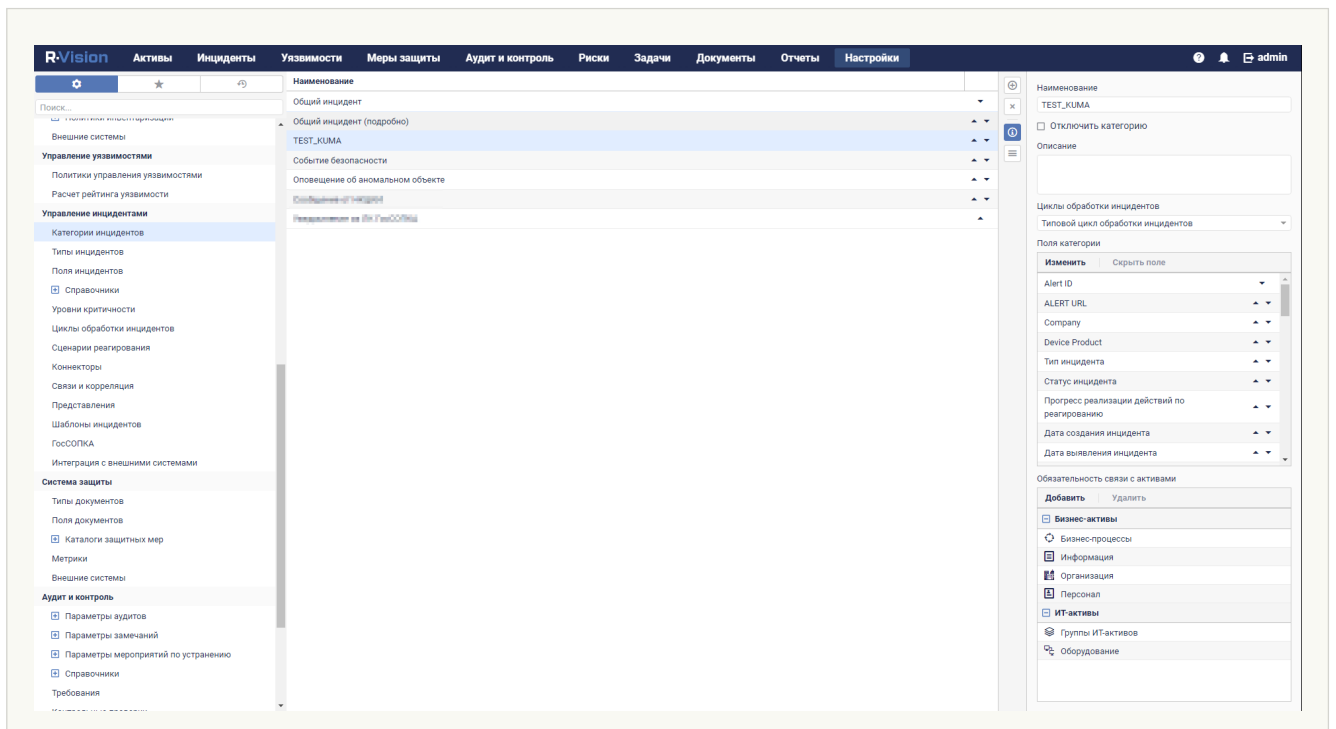 R·Vision Активы Инциденты Уязвимости Меры защиты Аудит и контроль Риски Задачи Документы Отчеты Настройки admin
Поиск...
Внешние системы
Управление уязвимостями
Политики управления уязвимостями
Расчет рейтинга уязвимости
Управление инцидентами
Категории инцидентов
Типы инцидентов
Поля инцидентов
Справочники
Уровни критичности
Циклы обработки инцидентов
Сценарии реагирования
Коннекторы
Связи и корреляция
Представления
Шаблоны инцидентов
ГосСОПКА
Интеграция с внешними системами
Система защиты
Типы документов
Поля документов
Каталоги защитных мер
Метрики
Внешние системы
Аудит и контроль
Параметры аудитов
Параметры замечаний
Параметры мероприятий по устранению
Справочники
Требования
Наименование
Общий инцидент
Общий инцидент (подробно)
TEST_KUMA
Событие безопасности
Оповещение об аномальном объекте
Наименование
TEST_KUMA
Отключить категорию
Описание
Циклы обработки инцидентов
Типовой цикл обработки инцидентов
Поля категории
Изменить Скрыть поле
Alert ID
ALERT URL
Company
Device Product
Тип инцидента
Статус инцидента
Прогресс реализации действий по
реагированию
Дата создания инцидента
Дата выявления инцидента
Обязательность связи с активами
Добавить Удалить
Бизнес-активы
Бизнес-процессы
Информация
Организация
Персонал
ИТ-активы
Группы ИТ-активов
Оборудование